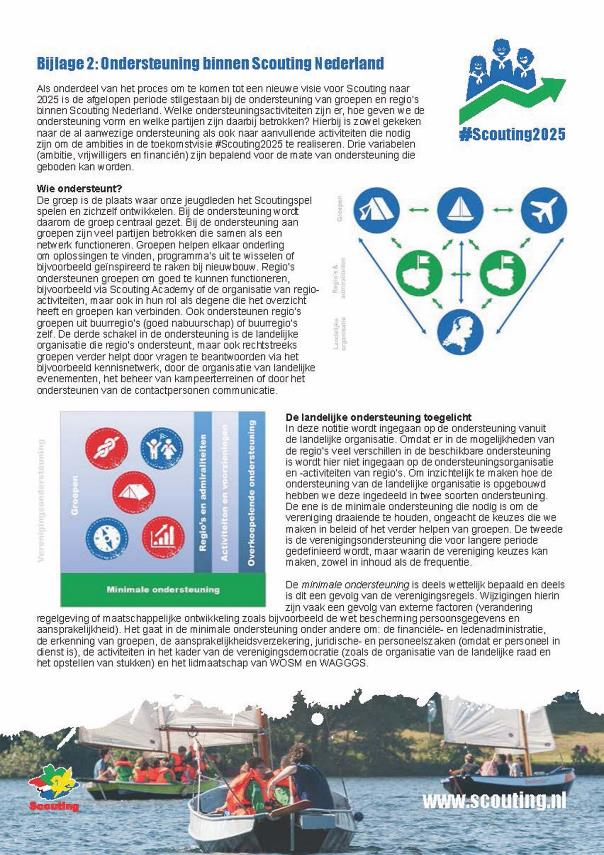 Bijlage 2: Ondersteuning binnen Scouting Nederland
Als onderdeel van het proces om te komen tot een nieuwe visie voor Scouting naar
2025 is de afgelopen periode stilgestaan bij de ondersteuning van groepen en regio's
binnen Scouting Nederland. Welke ondersteuningsactiviteiten zijn er, hoe geven we de
ondersteuning vorm en welke partijen zijn daarbij betrokken? Hierbij is zowel gekeken
naar de al aanwezige ondersteuning als ook naar aanvullende activiteiten die nodig
zijn om de ambities in de toekomstvisie #Scouting2025 te realiseren. Drie variabelen
(ambitie, vrijwilligers en financiën) zijn bepalend voor de mate van ondersteuning die
geboden kan worden.
#Scouting2025
Wie ondersteunt?
De groep is de plaats waar onze jeugdleden het Scoutingspel
spelen en zichzelf ontwikkelen. Bij de ondersteuning wordt
daarom de groep centraal gezet. Bij de ondersteuning aan
groepen zijn veel partijen betrokken die samen als een
netwerk functioneren. Groepen helpen elkaar onderling
om oplossingen te vinden, programma's uit te wisselen of
bijvoorbeeld geïnspireerd te raken bij nieuwbouw. Regio's
ondersteunen groepen om goed te kunnen functioneren,
bijvoorbeeld via Scouting Academy of de organisatie van regio-
activiteiten, maar ook in hun rol als degene die het overzicht
heeft en groepen kan verbinden. Ook ondersteunen regio's
groepen uit buurregio's (goed nabuurschap) of buurregio's
zelf. De derde schakel in de ondersteuning is de landelijke
organisatie die regio's ondersteunt, maar ook rechtstreeks
groepen verder helpt door vragen te beantwoorden via het
bijvoorbeeld kennisnetwerk, door de organisatie van landelijke
evenementen, het beheer van kampeerterreinen of door het
ondersteunen van de contactpersonen communicatie.
Groepen
Regio's &
admiraliteiten
Landelijke
organisatie
Verenigingsondersteuning
Groepen
Regio's en admiraliteiten
Activiteiten en voorzieningen
Overkoepelende ondersteuning
Minimale ondersteuning
De landelijke ondersteuning toegelicht
In deze notitie wordt ingegaan op de ondersteuning vanuit
de landelijke organisatie. Omdat er in de mogelijkheden van
de regio's veel verschillen in de beschikbare ondersteuning
is wordt hier niet ingegaan op de ondersteuningsorganisatie
en -activiteiten van regio's. Om inzichtelijk te maken hoe de
ondersteuning van de landelijke organisatie is opgebouwd
hebben we deze ingedeeld in twee soorten ondersteuning.
De ene is de minimale ondersteuning die nodig is om de
vereniging draaiende te houden, ongeacht de keuzes die we
maken in beleid of het verder helpen van groepen. De tweede
is de verenigingsondersteuning die voor langere periode
gedefinieerd wordt, maar waarin de vereniging keuzes kan
maken, zowel in inhoud als de frequentie.
De minimale ondersteuning is deels wettelijk bepaald en deels
is dit een gevolg van de verenigingsregels. Wijzigingen hierin
zijn vaak een gevolg van externe factoren (verandering
regelgeving of maatschappelijke ontwikkeling zoals bijvoorbeeld de wet bescherming persoonsgegevens en
aansprakelijkheid). Het gaat in de minimale ondersteuning onder andere om: de financiële- en ledenadministratie,
de erkenning van groepen, de aansprakelijkheidsverzekering, juridische- en personeelszaken (omdat er personeel in
dienst is), de activiteiten in het kader van de verenigingsdemocratie (zoals de organisatie van de landelijke raad en
het opstellen van stukken) en het lidmaatschap van WOSM en WAGGGS.
Scouting
www.scouting.nl